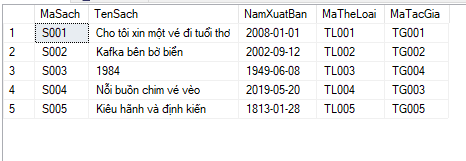 MaSach TenSach NamXuatBan MaTheLoai MaTacGia
1 S001 Cho tôi xin một vé đi tuổi thơ 2008-01-01 TL001 TG001
2 S002 Kafka bên bờ biển 2002-09-12 TL002 TG002
3 S003 1984 1949-06-08 TL003 TG004
4 S004 Nỗi buồn chim vé vèo 2019-05-20 TL004 TG003
5 S005 Kiêu hãnh và định kiến 1813-01-28 TL005 TG005